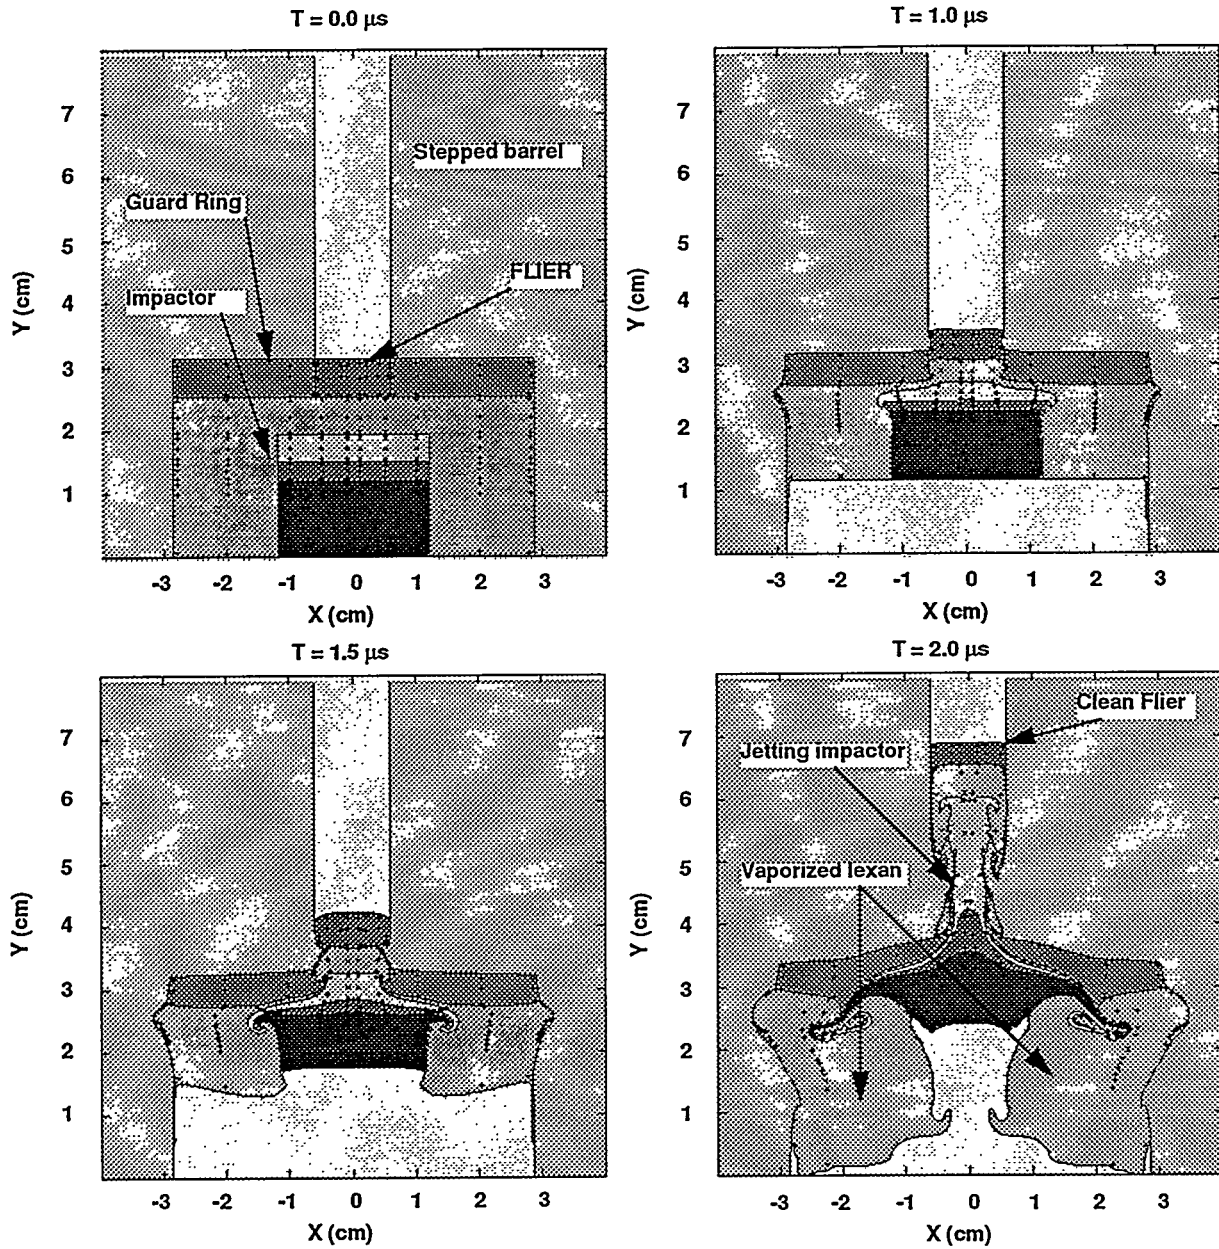 T = 0.0 μs
7
6
5
4
3
2
1
Y (cm)
Stepped barrel
Guard Ring
FLIER
Impactor
-3 -2 -1 0 1 2 3
X (cm)
T = 1.0 μs
7
6
5
4
3
2
1
Y (cm)
-3 -2 -1 0 1 2 3
X (cm)
T = 1.5 μs
7
6
5
4
3
2
1
Y (cm)
-3 -2 -1 0 1 2 3
X (cm)
T = 2.0 μs
7
6
5
4
3
2
1
Y (cm)
Clean Flier
Jetting impactor
Vaporized lexan
-3 -2 -1 0 1 2 3
X (cm)